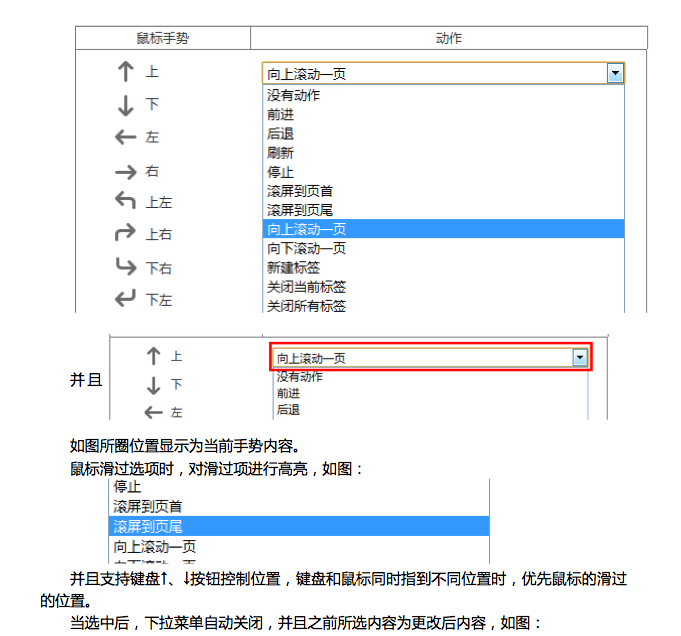 鼠标手势 动作
上 向上滚动一页
下 没有动作
前进
左 后退
刷新
右 停止
上左 滚屏到页首
滚屏到页尾
上右 向上滚动一页
向下滚动一页
下右 新建标签
关闭当前标签
下左 关闭所有标签
上 向上滚动一页
并且 下 没有动作
前进
左 后退
如图所圈位置显示为当前手势内容。
鼠标滑过选项时，对滑过项进行高亮，如图：
停止
滚屏到页首
滚屏到页尾
向上滚动一页
向下滚动一页
并且支持键盘↑、↓按钮控制位置，键盘和鼠标同时指到不同位置时，优先鼠标的滑过
的位置。
当选中后，下拉菜单自动关闭，并且之前所选内容为更改后内容，如图：